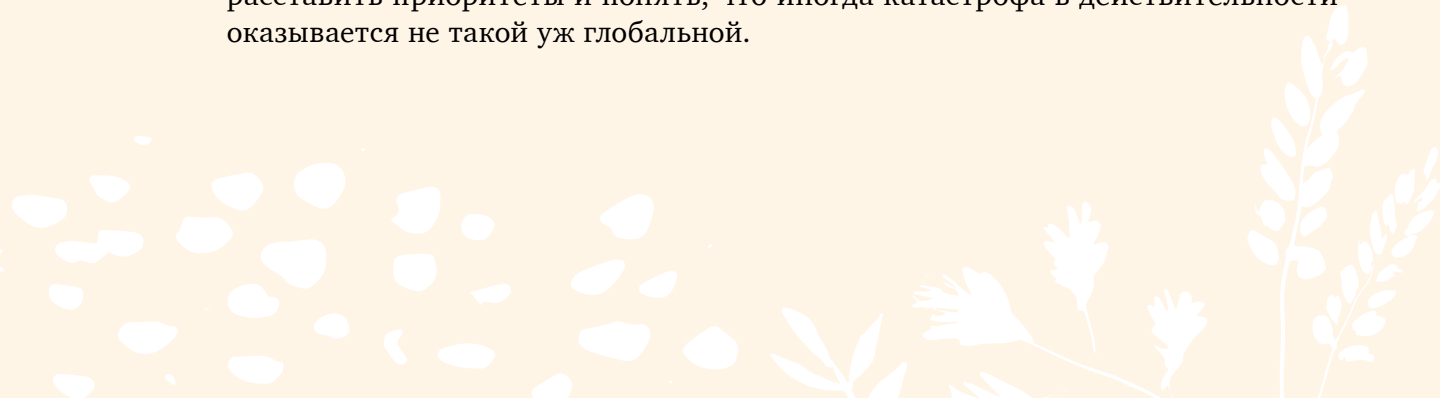 расставить приоритеты и понять, что иногда катастрофа в действительности
оказывается не такой уж глобальной.